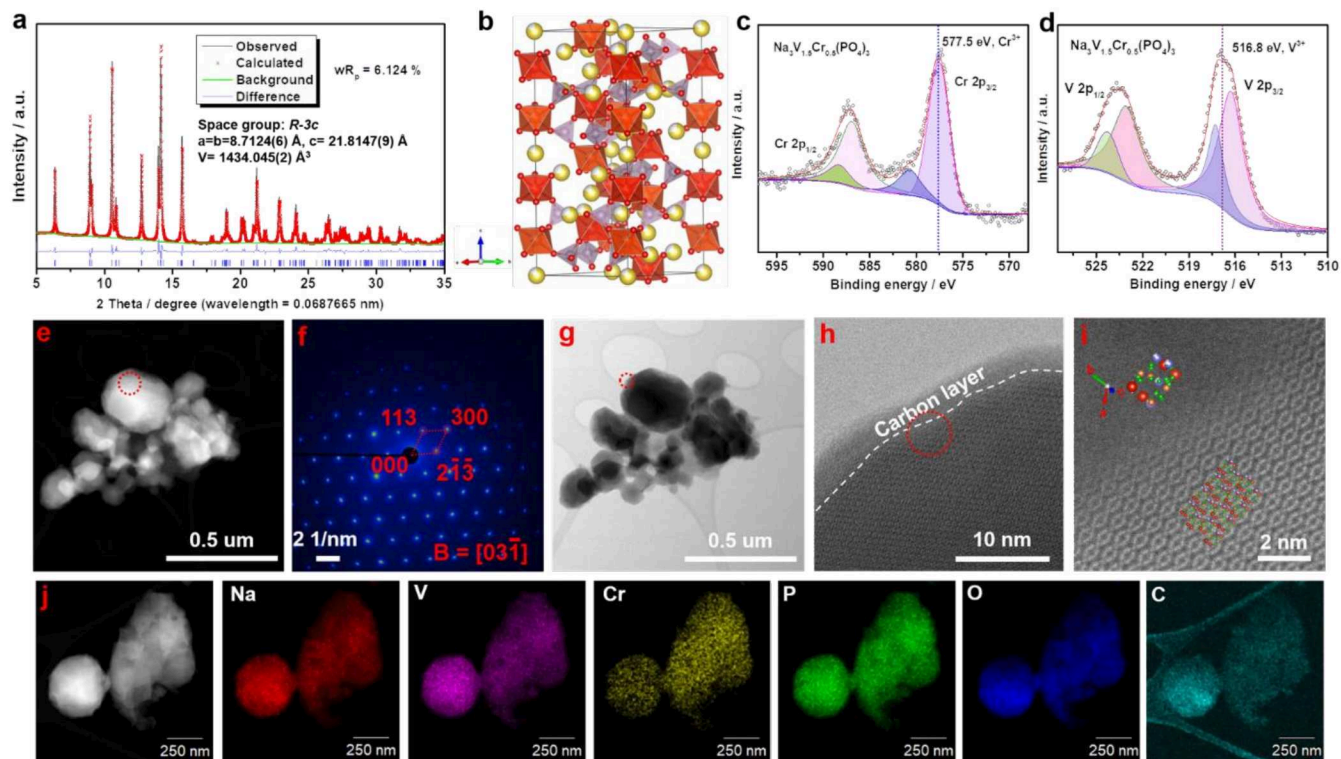 a
Observed
Calculated
Background
Difference
wRₚ = 6.124 %
Space group: R-3c
a=b=8.7124(6) Å, c= 21.8147(9) Å
V= 1434.045(2) Å³
Intensity / a.u.
5 10 15 20 25 30 35
2 Theta / degree (wavelength = 0.0687665 nm)
b
c
Na₃V₁.₅Cr₀.₅(PO₄)₃
577.5 eV, Cr³⁺
Cr 2p₃/₂
Cr 2p₁/₂
Intensity / a.u.
595 590 585 580 575 570
Binding energy / eV
d
Na₃V₁.₅Cr₀.₅(PO₄)₃
516.8 eV, V³⁺
V 2p₁/₂
V 2p₃/₂
Intensity / a.u.
525 522 519 516 513 510
Binding energy / eV
e
0.5 um
f
113 300
000
21̄3̄
2 1/nm
B = [031̄]
g
0.5 um
h
Carbon layer
10 nm
i
2 nm
j
250 nm
Na
250 nm
V
250 nm
Cr
250 nm
P
250 nm
O
250 nm
C
250 nm